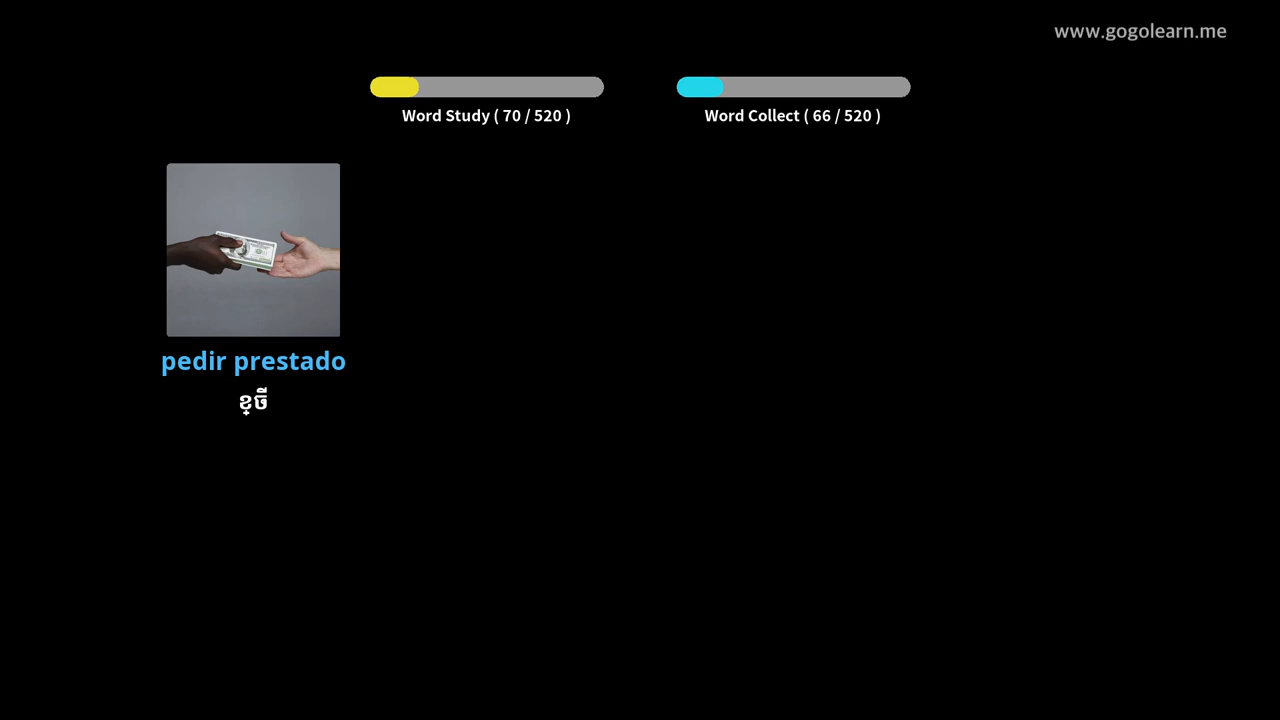 www.gogolearn.me
Word Study ( 70 / 520 )
Word Collect ( 66 / 520 )
pedir prestado
ខ្ចី